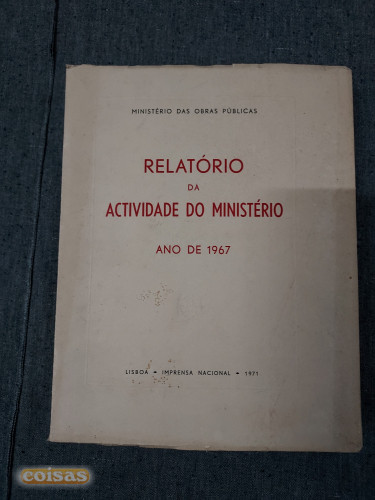 MINISTÉRIO DAS OBRAS PÚBLICAS
RELATÓRIO
DA
ACTIVIDADE DO MINISTÉRIO
ANO DE 1967
LISBOA • IMPRENSA NACIONAL • 1971
coisas